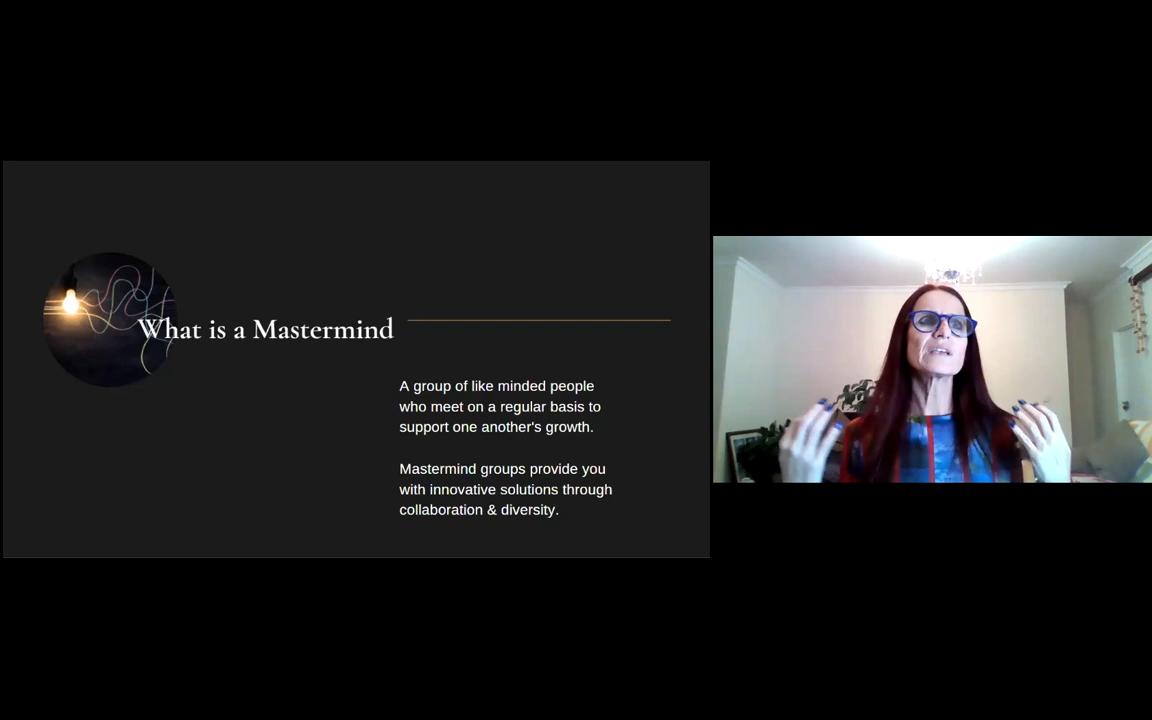 What is a Mastermind
A group of like minded people
who meet on a regular basis to
support one another's growth.
Mastermind groups provide you
with innovative solutions through
collaboration & diversity.